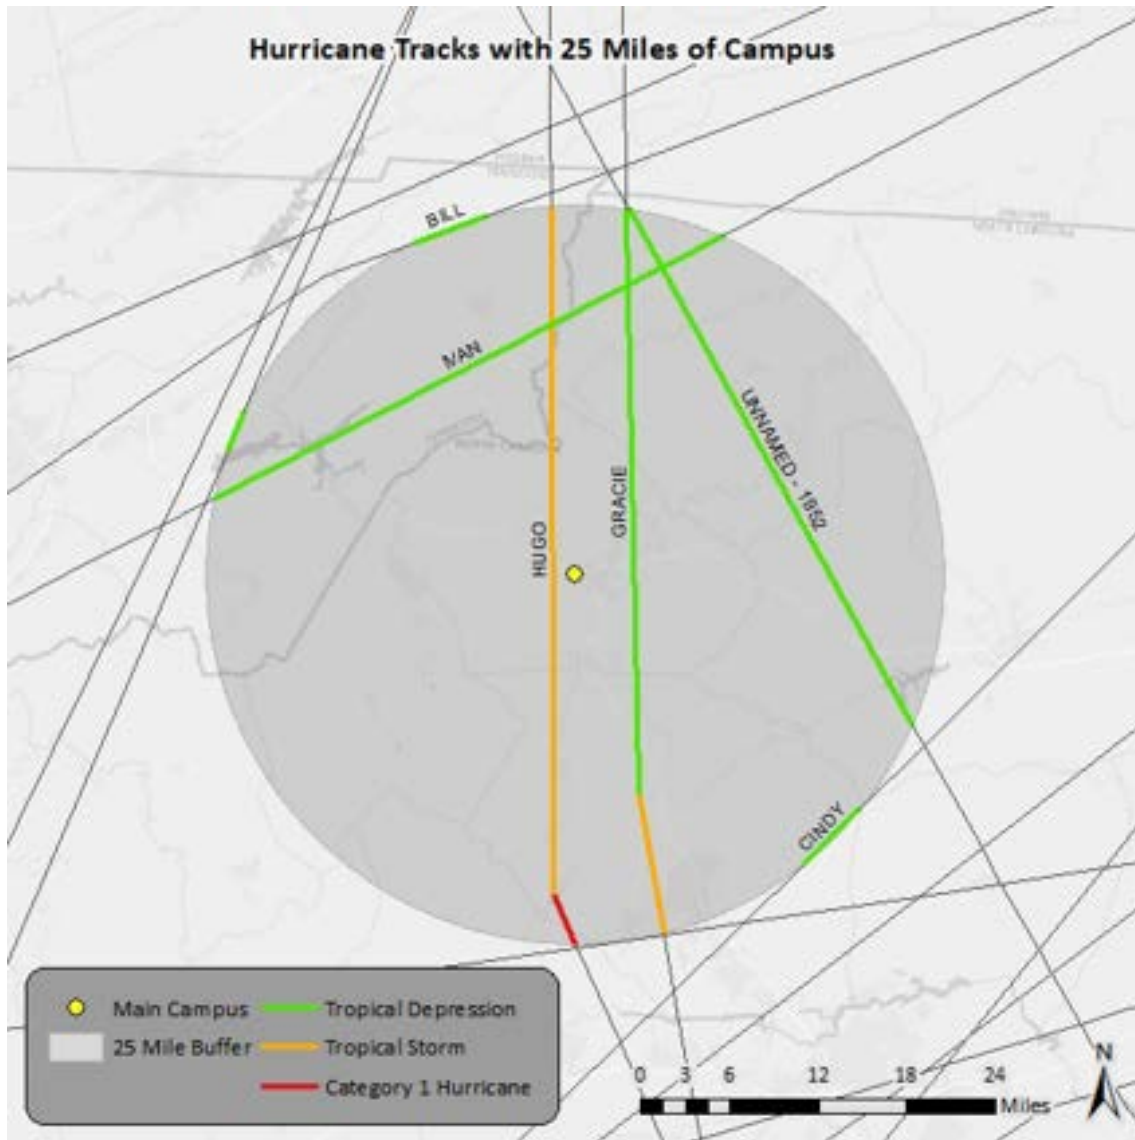 Hurricane Tracks with 25 Miles of Campus
BILL
IVAN
HUGO
GRACIE
UNNAMED - 1852
CINDY
Main Campus
25 Mile Buffer
Tropical Depression
Tropical Storm
Category 1 Hurricane
0 3 6 12 18 24
Miles
N